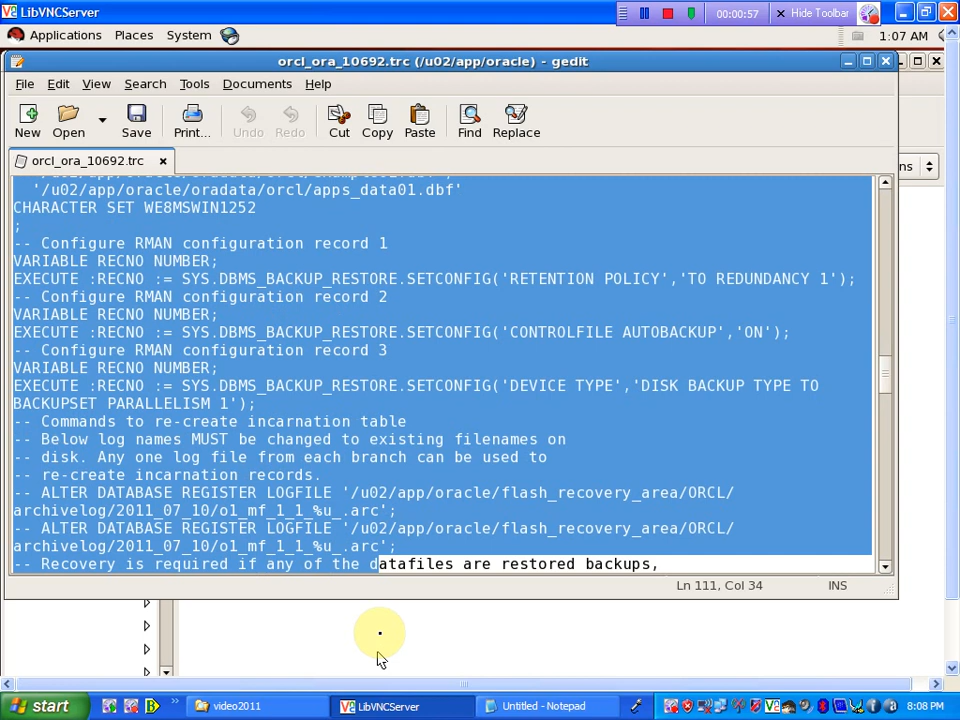 LibVNCServer
00:00:57
Hide Toolbar
Applications Places System
1:07 AM
orcl_ora_10692.trc (/u02/app/oracle) - gedit
File Edit View Search Tools Documents Help
New Open Save Print... Undo Redo Cut Copy Paste Find Replace
orcl_ora_10692.trc
ns
'/u02/app/oracle/oradata/orcl/apps_data01.dbf'
CHARACTER SET WE8MSWIN1252
;
-- Configure RMAN configuration record 1
VARIABLE RECNO NUMBER;
EXECUTE :RECNO := SYS.DBMS_BACKUP_RESTORE.SETCONFIG('RETENTION POLICY','TO REDUNDANCY 1');
-- Configure RMAN configuration record 2
VARIABLE RECNO NUMBER;
EXECUTE :RECNO := SYS.DBMS_BACKUP_RESTORE.SETCONFIG('CONTROLFILE AUTOBACKUP','ON');
-- Configure RMAN configuration record 3
VARIABLE RECNO NUMBER;
EXECUTE :RECNO := SYS.DBMS_BACKUP_RESTORE.SETCONFIG('DEVICE TYPE','DISK BACKUP TYPE TO
BACKUPSET PARALLELISM 1');
-- Commands to re-create incarnation table
-- Below log names MUST be changed to existing filenames on
-- disk. Any one log file from each branch can be used to
-- re-create incarnation records.
-- ALTER DATABASE REGISTER LOGFILE '/u02/app/oracle/flash_recovery_area/ORCL/
archivelog/2011_07_10/o1_mf_1_1_%u_.arc';
-- ALTER DATABASE REGISTER LOGFILE '/u02/app/oracle/flash_recovery_area/ORCL/
archivelog/2011_07_10/o1_mf_1_1_%u_.arc';
-- Recovery is required if any of the datafiles are restored backups,
Ln 111, Col 34 INS
start
video2011
LibVNCServer
Untitled - Notepad
8:08 PM